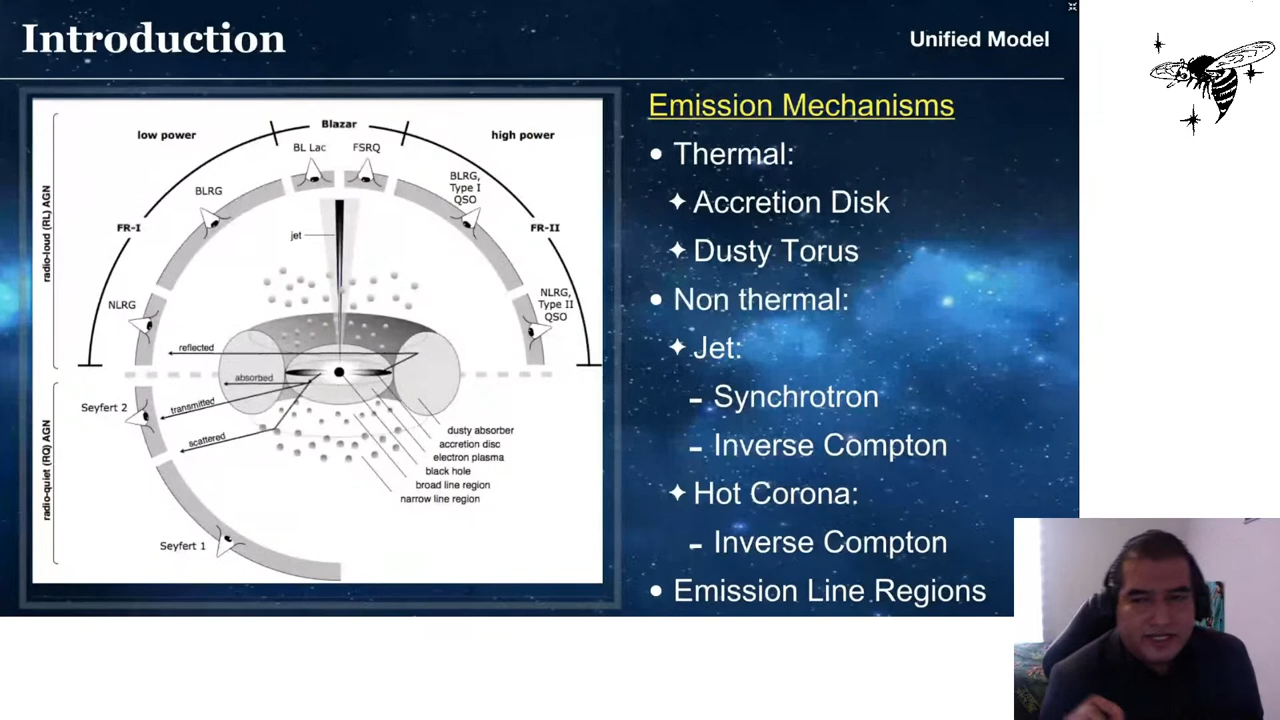 Introduction
Unified Model
low power
Blazar
high power
BL Lac
FSRQ
BLRG
BLRG,
Type I
QSO
FR-I
FR-II
jet
radio-loud (RL) AGN
NLRG
NLRG,
Type II
QSO
reflected
absorbed
transmitted
scattered
Seyfert 2
radio-quiet (RQ) AGN
Seyfert 1
dusty absorber
accretion disc
electron plasma
black hole
broad line region
narrow line region
Emission Mechanisms
• Thermal:
✦ Accretion Disk
✦ Dusty Torus
• Non thermal:
✦ Jet:
– Synchrotron
– Inverse Compton
✦ Hot Corona:
– Inverse Compton
• Emission Line Regions